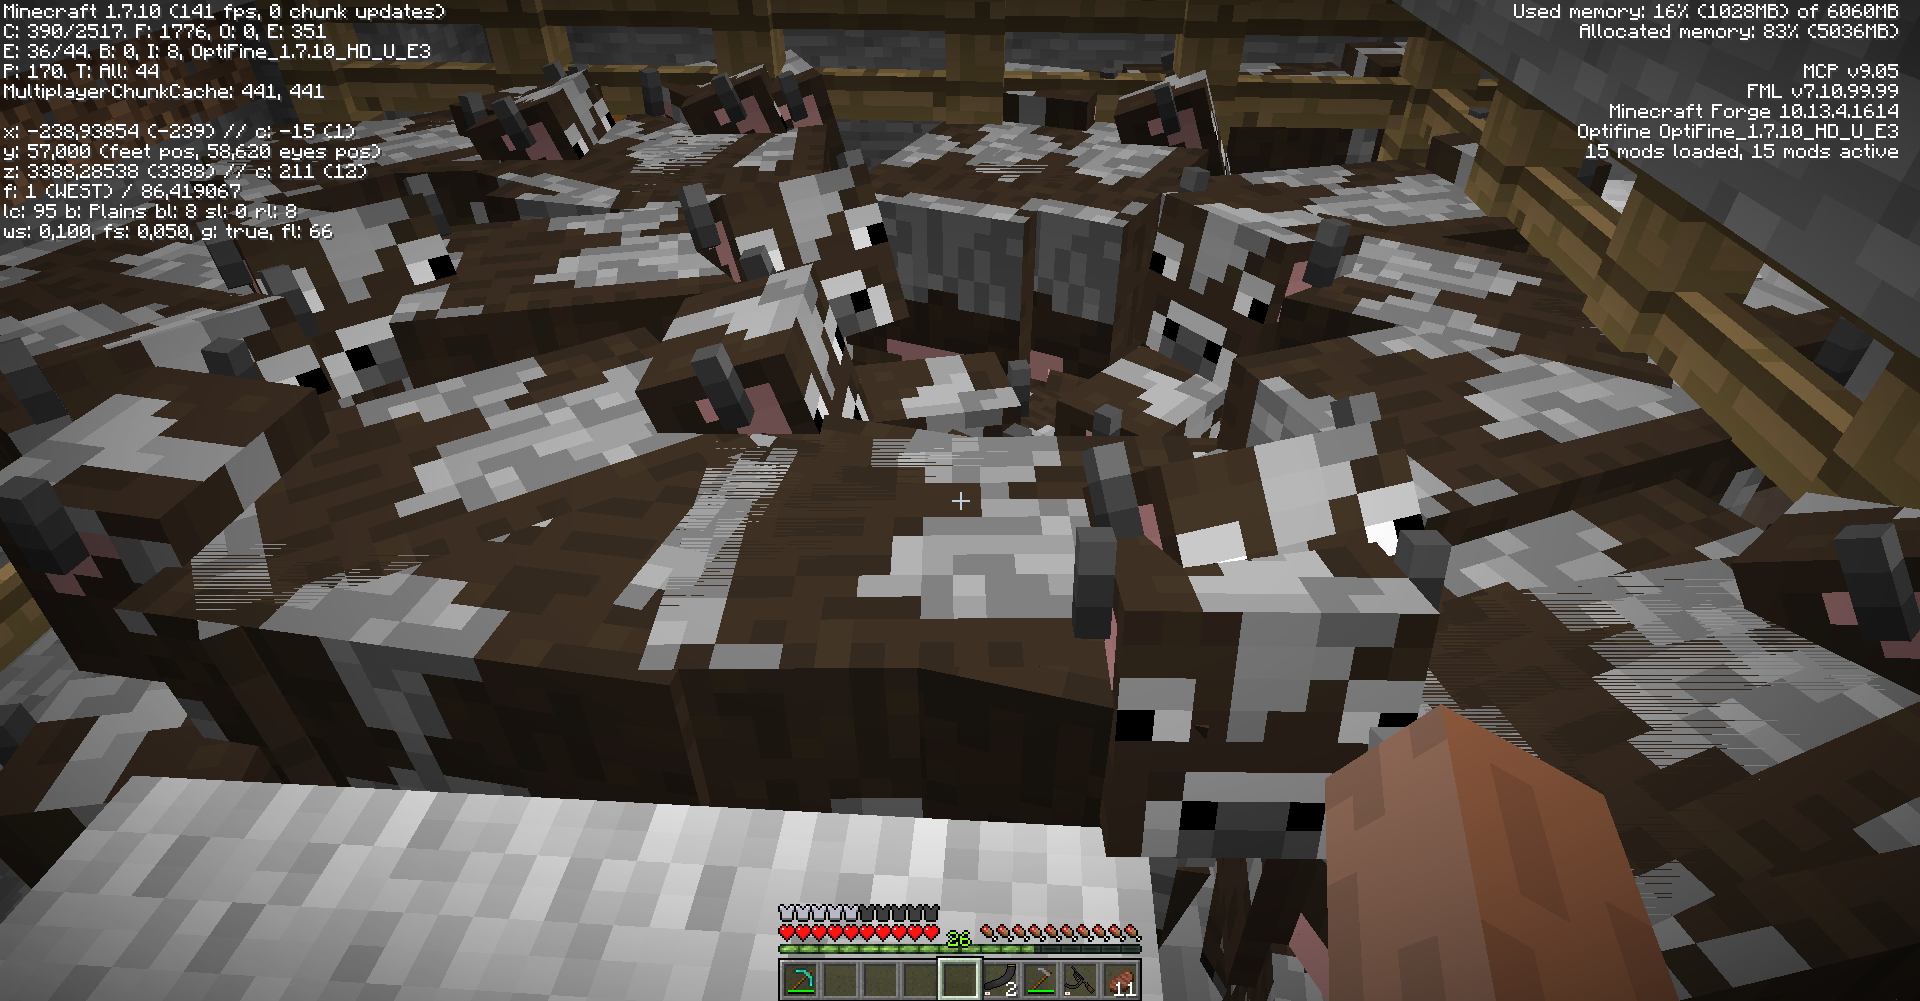 Minecraft 1.7.10 (141 fps, 0 chunk updates)
C: 390/2517. F: 1776, O: 0, E: 351
E: 36/44. B: 0, I: 8, OptiFine_1.7.10_HD_U_E3
P: 170. T: All: 44
MultiplayerChunkCache: 441, 441
x: -238,93854 (-239) // c: -15 (1)
y: 57,000 (feet pos, 58,620 eyes pos)
z: 3388,28538 (3388) // c: 211 (12)
f: 1 (WEST) / 86,419067
lc: 95 b: Plains bl: 8 sl: 0 rl: 8
ws: 0,100, fs: 0,050, g: true, fl: 66
Used memory: 16% (1028MB) of 6060MB
Allocated memory: 83% (5036MB)
MCP v9.05
FML v7.10.99.99
Minecraft Forge 10.13.4.1614
Optifine OptiFine_1.7.10_HD_U_E3
15 mods loaded, 15 mods active
26
2
11